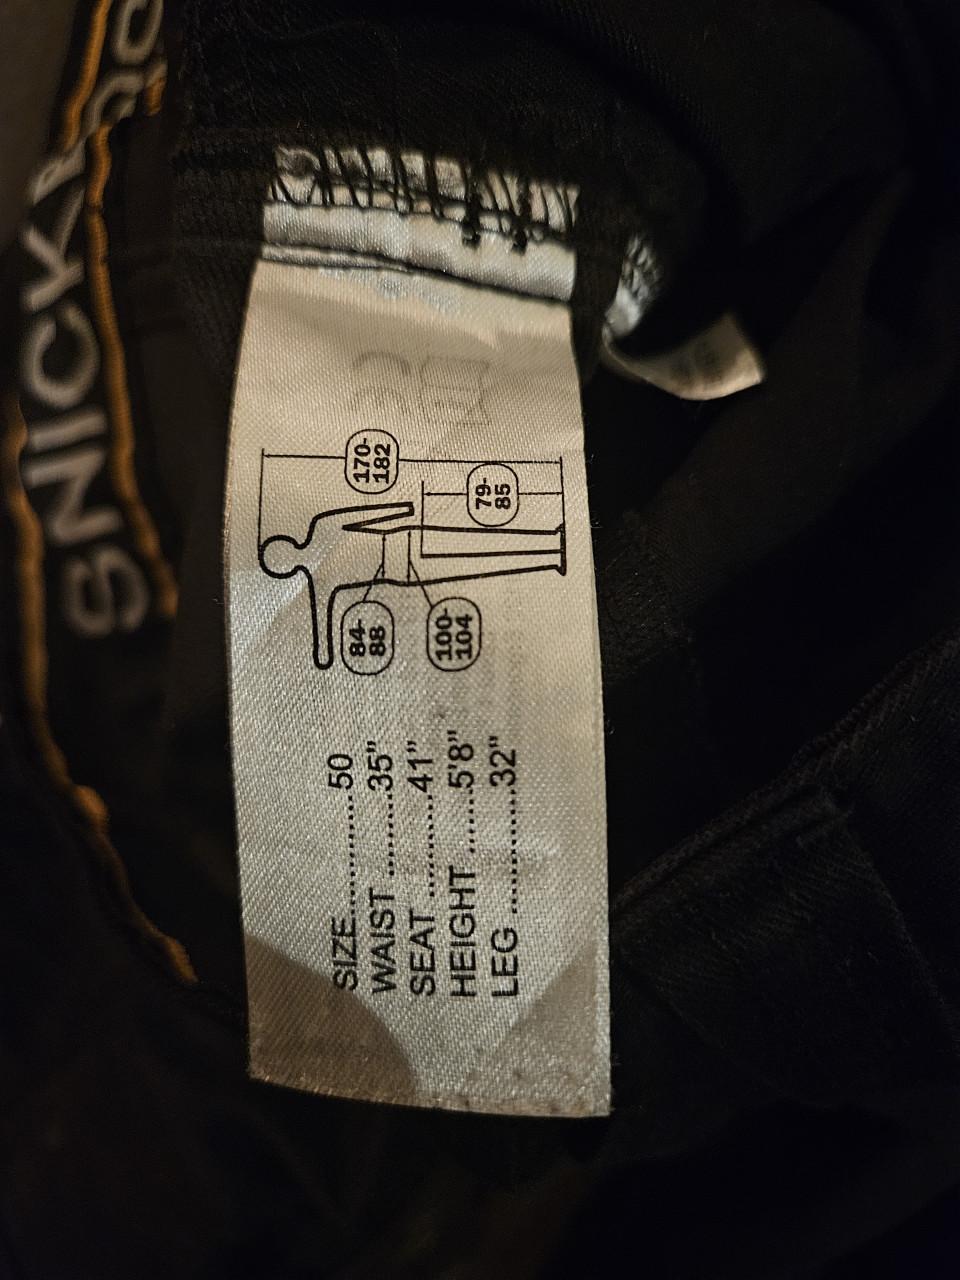 SNICK
170-
182
79-
85
84-
88
100-
104
SIZE..............50
WAIST ..........35"
SEAT ............41"
HEIGHT .......5'8"
LEG ..............32"